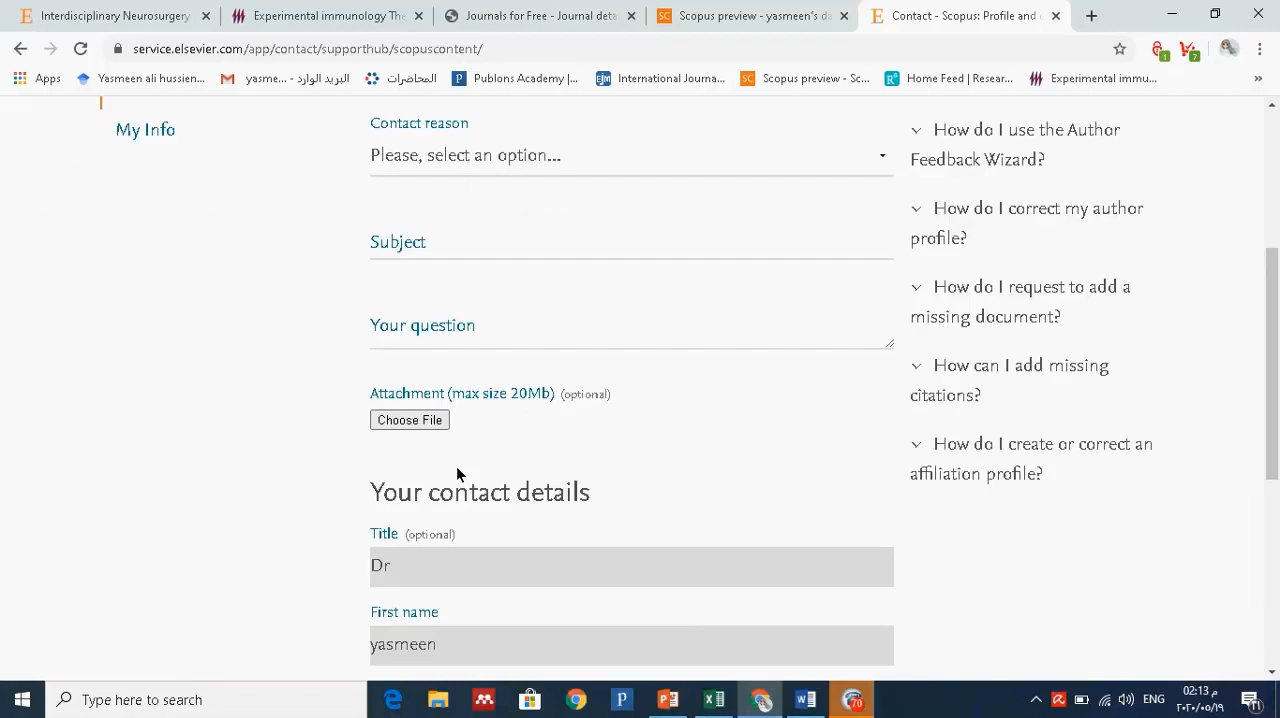 Interdisciplinary Neurosurgery
Experimental immunology T
Journals for Free - Journal deta
Scopus preview - yasmeen's d
Contact - Scopus: Profile and
service.elsevier.com/app/contact/supporthub/scopuscontent/
Apps
Yasmeen ali hussien...
البريد الوارد - yasme...
المحاضرات
Publons Academy |...
International Journa...
Scopus preview - Sc...
Home Feed | Resear...
Experimental immu...
My Info
Contact reason
Please, select an option...
Subject
Your question
Attachment (max size 20Mb) (optional)
Choose File
Your contact details
Title (optional)
Dr
First name
yasmeen
How do I use the Author
Feedback Wizard?
How do I correct my author
profile?
How do I request to add a
missing document?
How can I add missing
citations?
How do I create or correct an
affiliation profile?
Type here to search
70
ENG
02:13 م
٢٠٢٠/٠٥/١٩